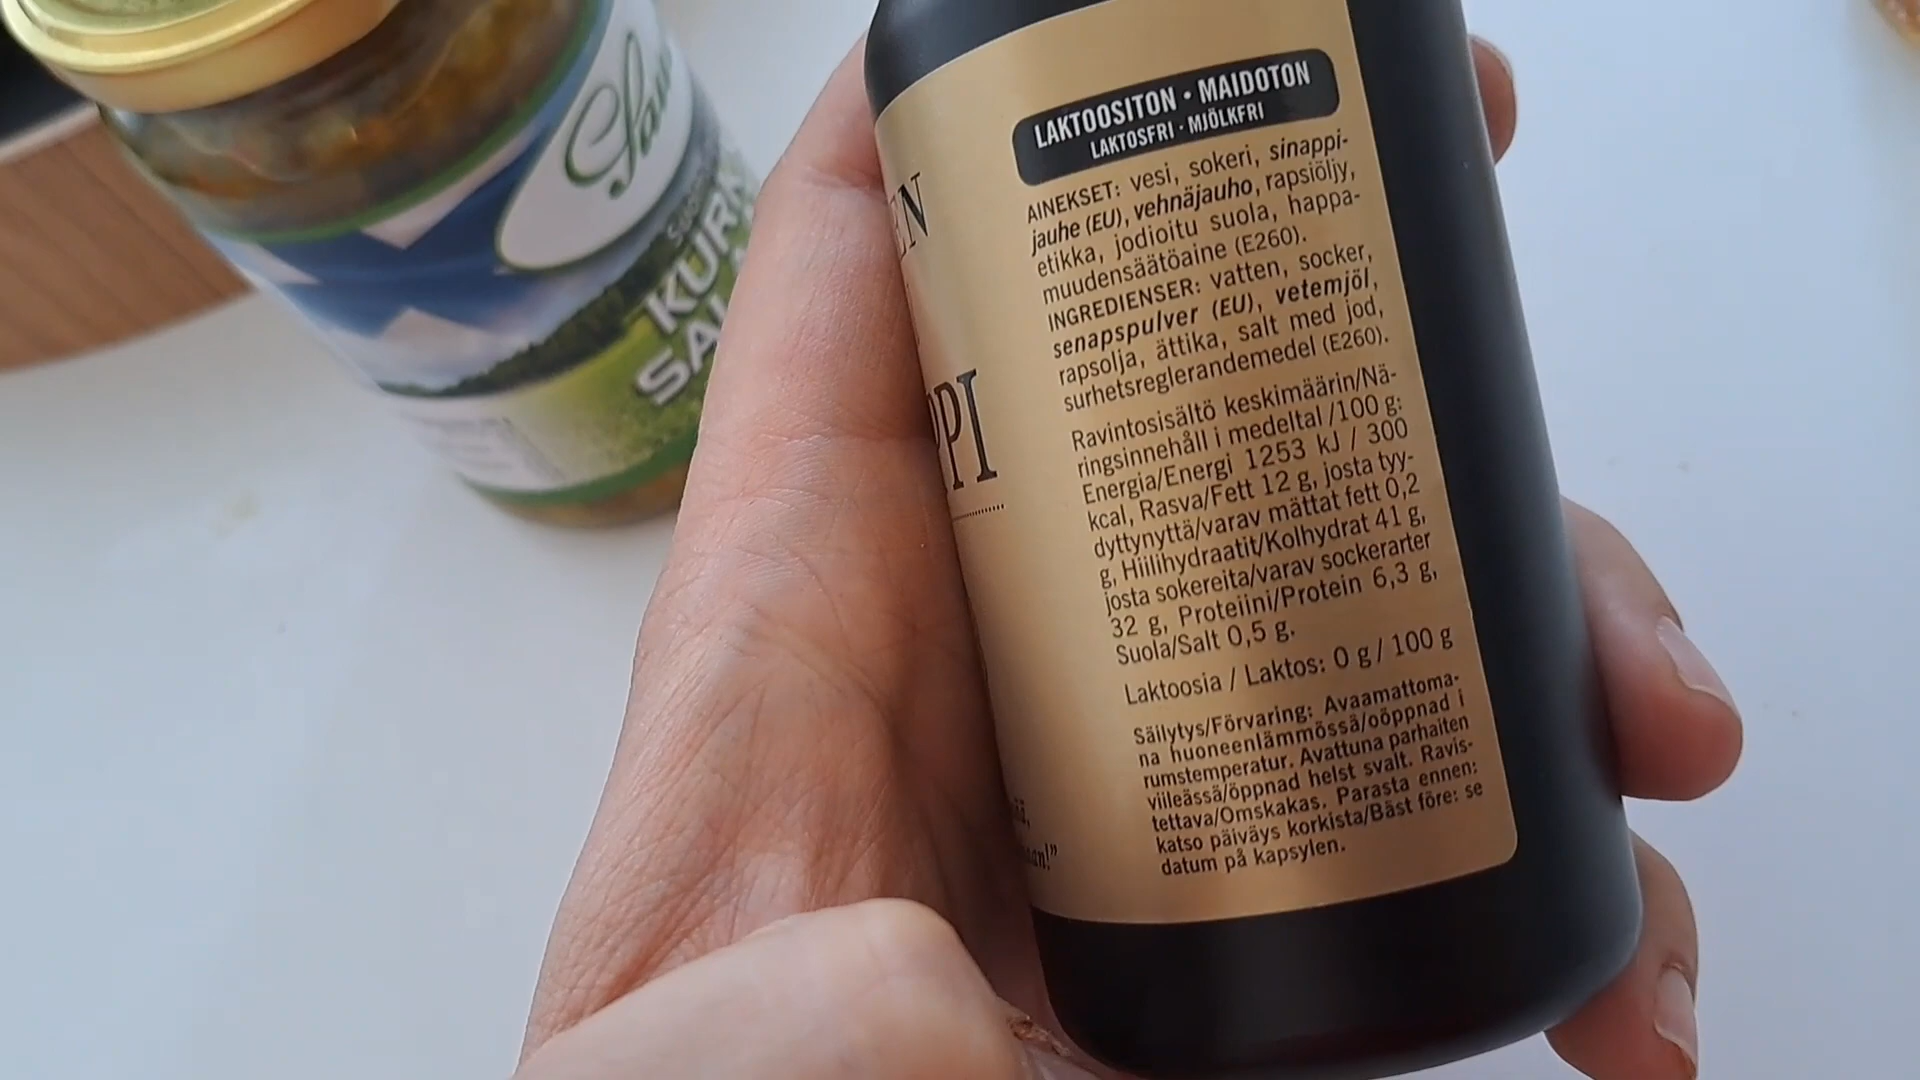 KURK
SAL
LAKTOOSITON • MAIDOTON
LAKTOSFRI · MJÖLKFRI
AINEKSET: vesi, sokeri, sinappi-
jauhe (EU), vehnäjauho, rapsiöljy,
etikka, jodioitu suola, happa-
muudensäätöaine (E260).
INGREDIENSER: vatten, socker,
senapspulver (EU), vetemjöl,
rapsolja, ättika, salt med jod,
surhetsreglerandemedel (E260).
Ravintosisältö keskimäärin/Nä-
ringsinnehåll i medeltal /100 g:
Energia/Energi 1253 kJ / 300
kcal, Rasva/Fett 12 g, josta tyy-
dyttynyttä/varav mättat fett 0,2
g, Hiilihydraatit/Kolhydrat 41 g,
josta sokereita/varav sockerarter
32 g, Proteiini/Protein 6,3 g,
Suola/Salt 0,5 g.
Laktoosia / Laktos: 0 g / 100 g
Säilytys/Förvaring: Avaamattoma-
na huoneenlämmössä/oöppnad i
rumstemperatur. Avattuna parhaiten
viileässä/öppnad helst svalt. Ravis-
tettava/Omskakas. Parasta ennen:
katso päiväys korkista/Bäst före: se
datum på kapsylen.
EN
PPI